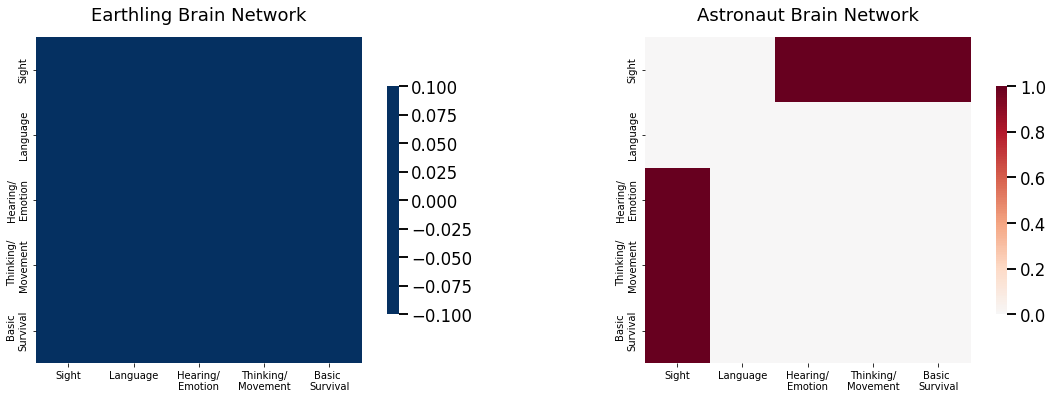 Earthling Brain Network
Sight
Language
Hearing/
Emotion
Thinking/
Movement
Basic
Survival
Sight
Language
Hearing/
Emotion
Thinking/
Movement
Basic
Survival
0.100
0.075
0.050
0.025
0.000
−0.025
−0.050
−0.075
−0.100
Astronaut Brain Network
Sight
Language
Hearing/
Emotion
Thinking/
Movement
Basic
Survival
Sight
Language
Hearing/
Emotion
Thinking/
Movement
Basic
Survival
1.0
0.8
0.6
0.4
0.2
0.0